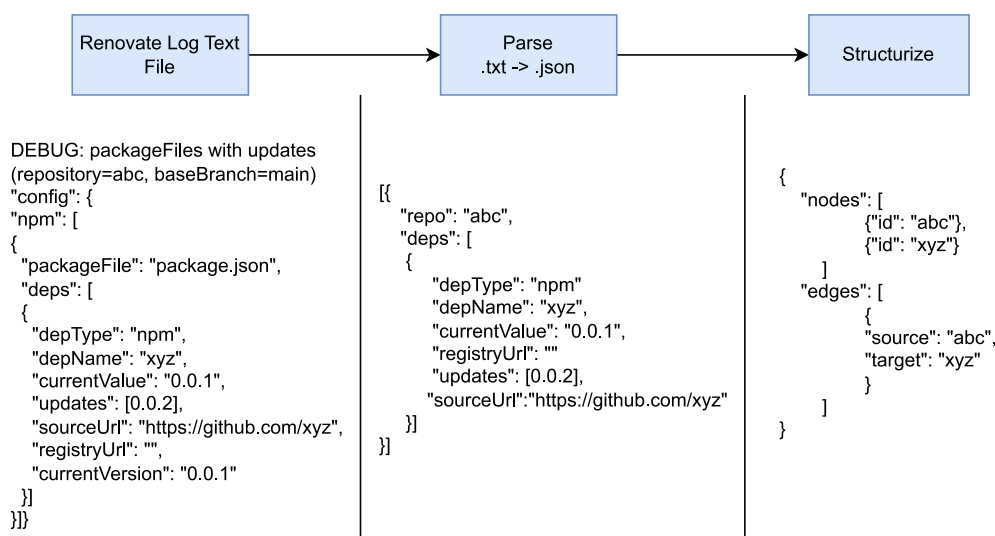 Renovate Log Text
File
Parse
.txt -> .json
Structurize
DEBUG: packageFiles with updates
(repository=abc, baseBranch=main)
"config": {
"npm": [
{
"packageFile": "package.json",
"deps": [
{
"depType": "npm",
"depName": "xyz",
"currentValue": "0.0.1",
"updates": [0.0.2],
"sourceUrl": "https://github.com/xyz",
"registryUrl": "",
"currentVersion": "0.0.1"
}]
}]}
[{
"repo": "abc",
"deps": [
{
"depType": "npm"
"depName": "xyz",
"currentValue": "0.0.1",
"registryUrl": ""
"updates": [0.0.2],
"sourceUrl":"https://github.com/xyz"
}]
}]
{
"nodes": [
{"id": "abc"},
{"id": "xyz"}
]
"edges": [
{
"source": "abc",
"target": "xyz"
}
]
}